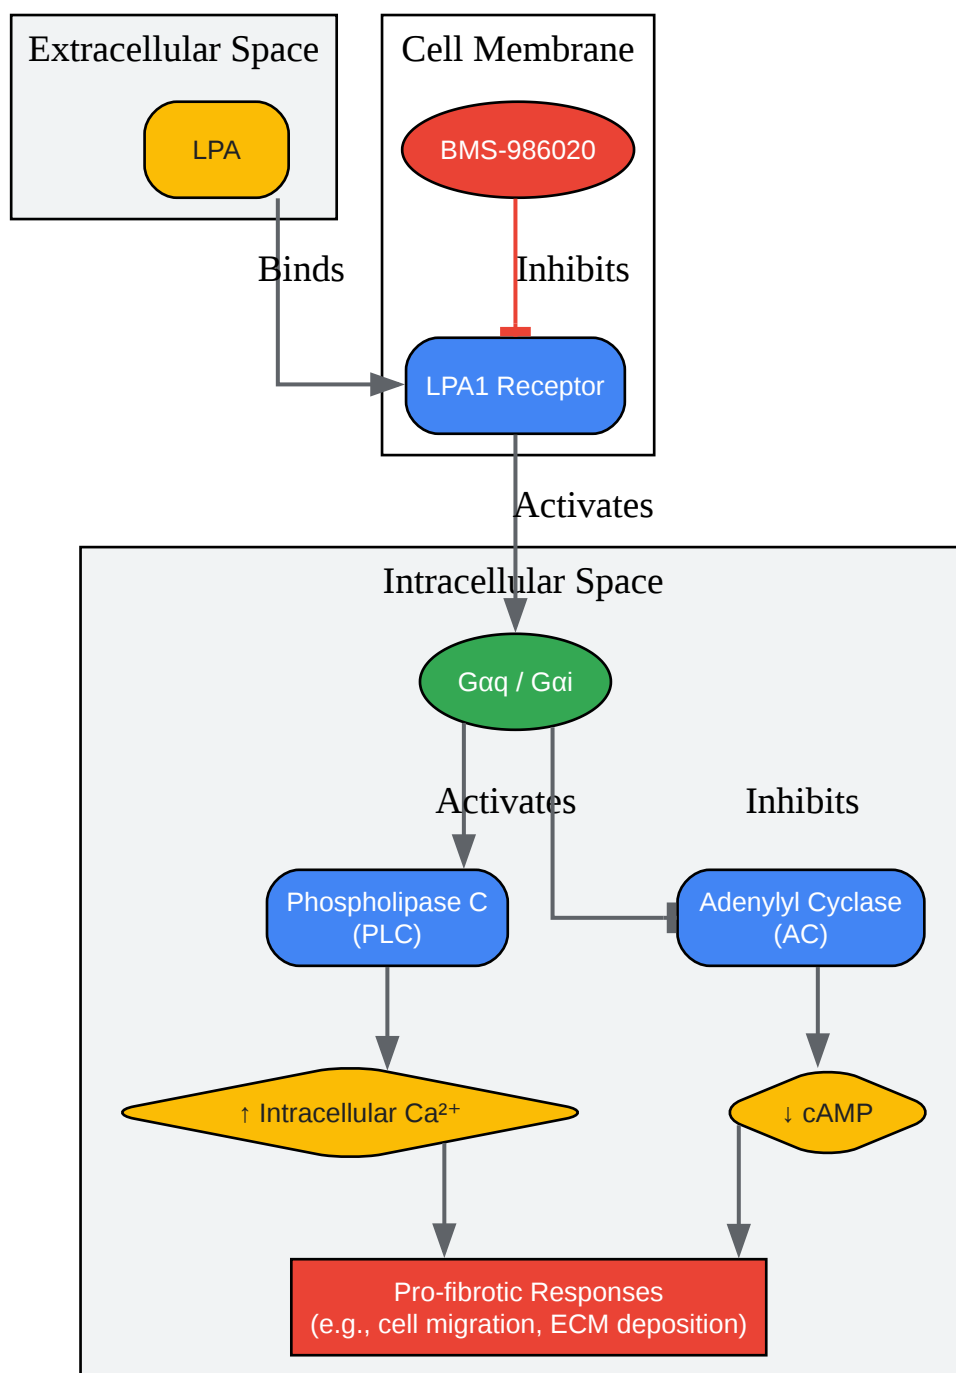 Extracellular Space
Cell Membrane
LPA
BMS-986020
Binds
Inhibits
LPA1 Receptor
Activates
Intracellular Space
Gαq / Gαi
Activates
Inhibits
Phospholipase C
(PLC)
Adenylyl Cyclase
(AC)
↑ Intracellular Ca²⁺
↓ cAMP
Pro-fibrotic Responses
(e.g., cell migration, ECM deposition)